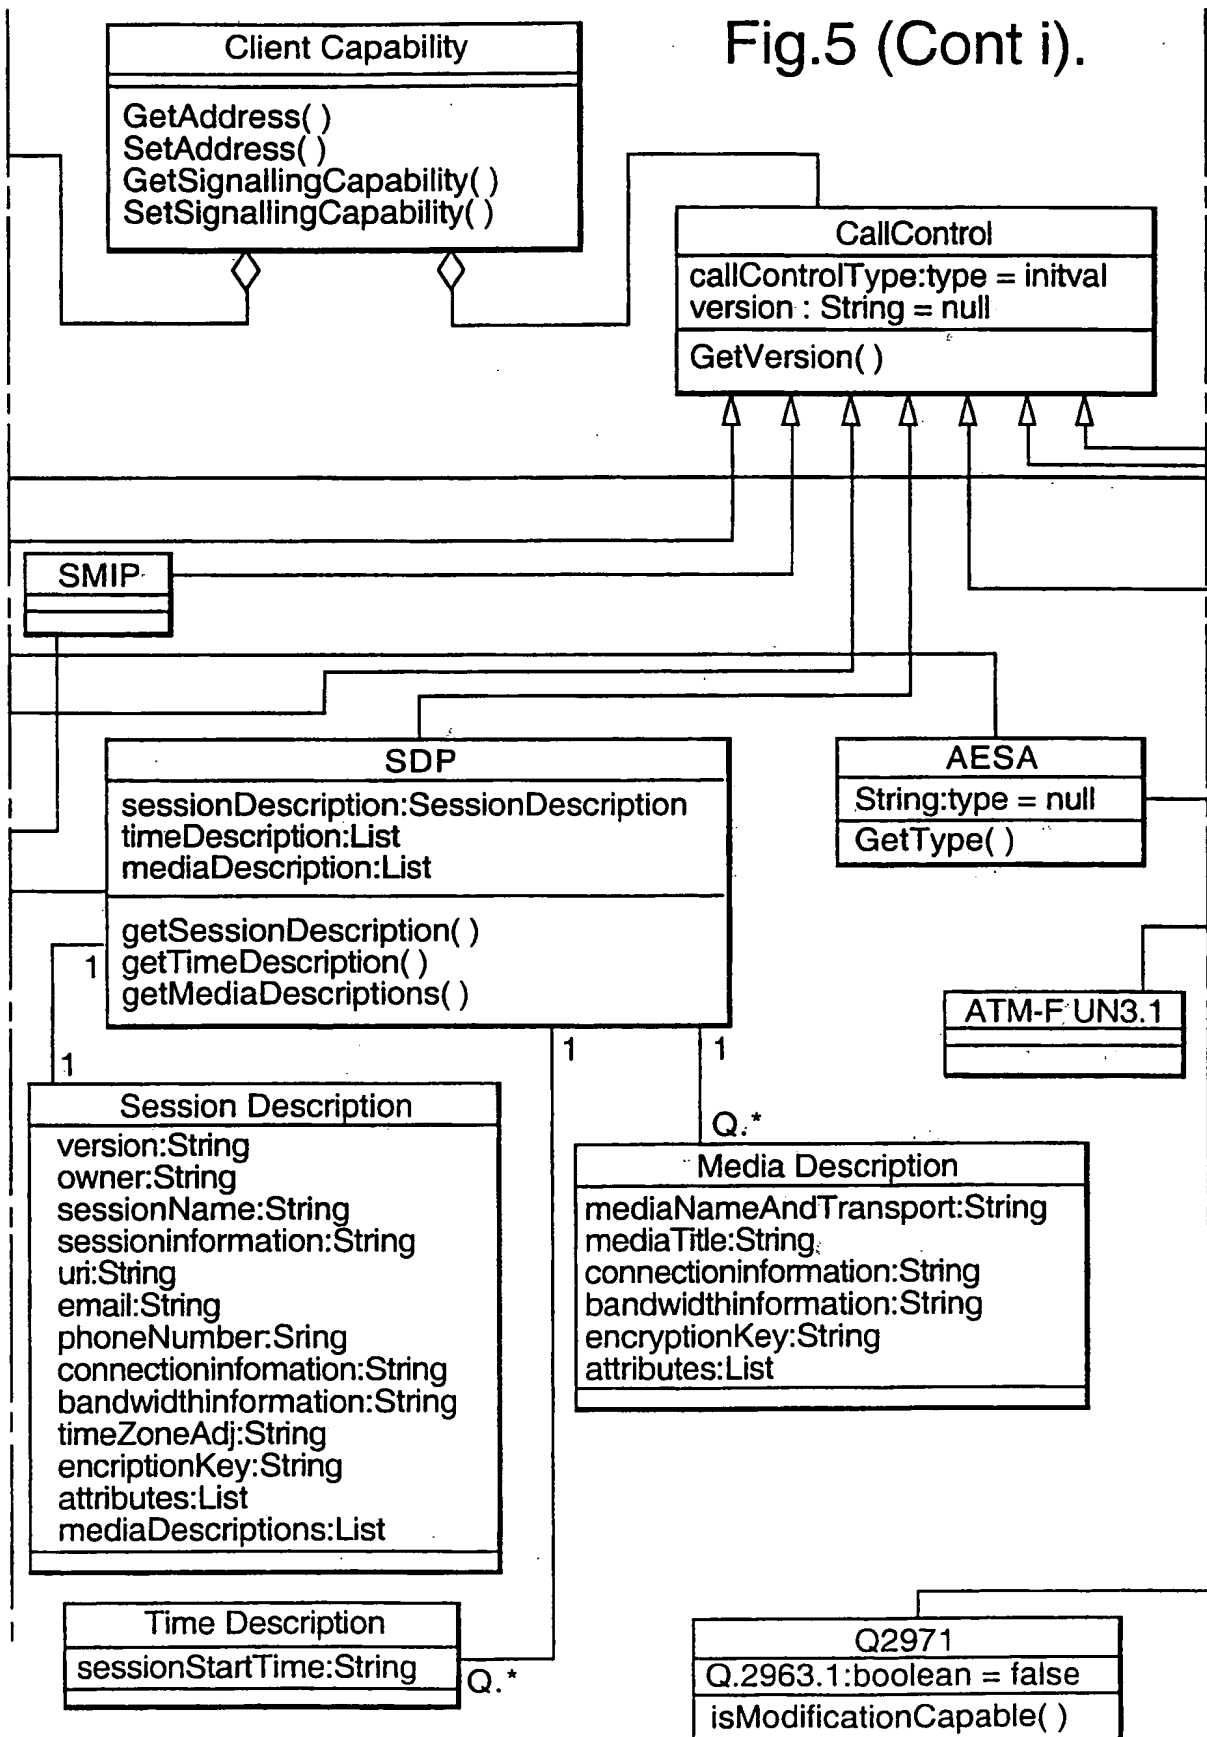 Fig.5 (Cont i).
Client Capability
GetAddress( )
SetAddress( )
GetSignallingCapability( )
SetSignallingCapability( )
CallControl
callControlType:type = initval
version : String = null
GetVersion( )
SMIP
SDP
sessionDescription:SessionDescription
timeDescription:List
mediaDescription:List
getSessionDescription( )
getTimeDescription( )
getMediaDescriptions( )
AESA
String:type = null
GetType( )
ATM-F UN3.1
1
1
1
1
Q.*
Session Description
version:String
owner:String
sessionName:String
sessioninformation:String
uri:String
email:String
phoneNumber:Sring
connectioninfomation:String
bandwidthinformation:String
timeZoneAdj:String
encriptionKey:String
attributes:List
mediaDescriptions:List
Media Description
mediaNameAndTransport:String
mediaTitle:String
connectioninformation:String
bandwidthinformation:String
encryptionKey:String
attributes:List
Time Description
sessionStartTime:String
Q.*
Q2971
Q.2963.1:boolean = false
isModificationCapable( )